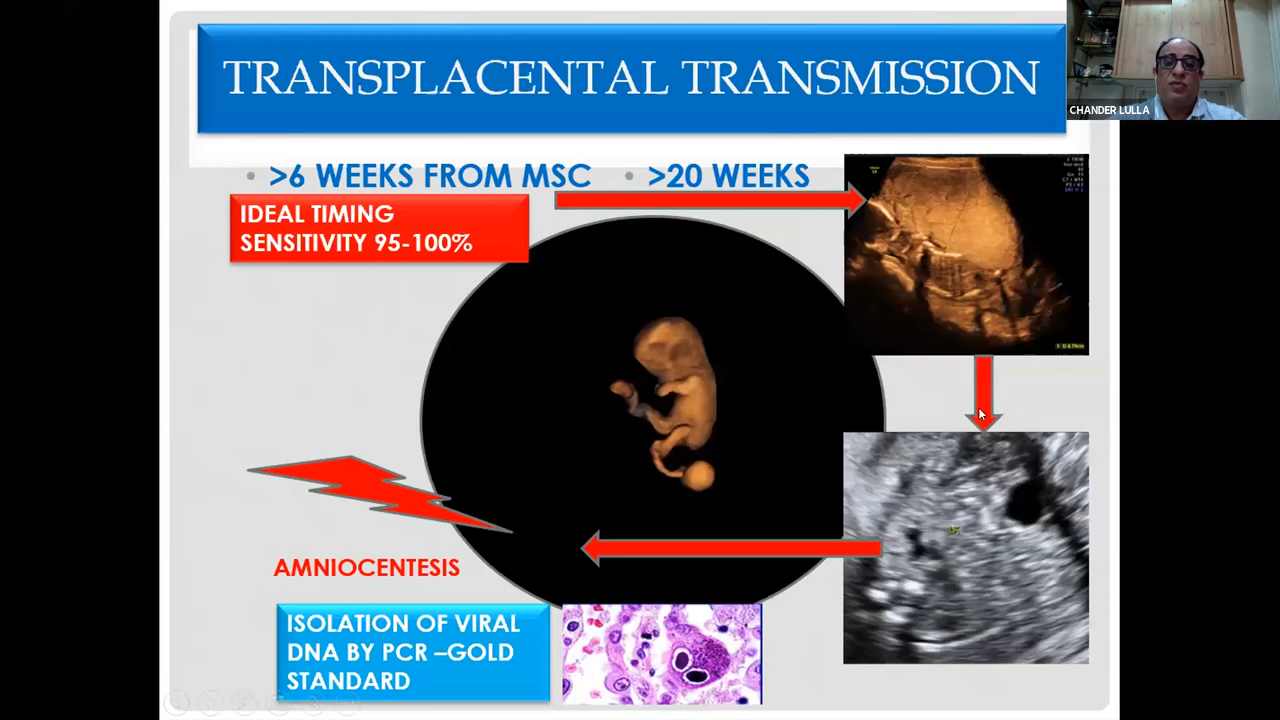 TRANSPLACENTAL TRANSMISSION
CHANDER LULLA
>6 WEEKS FROM MSC
>20 WEEKS
IDEAL TIMING
SENSITIVITY 95-100%
AMNIOCENTESIS
ISOLATION OF VIRAL
DNA BY PCR –GOLD
STANDARD